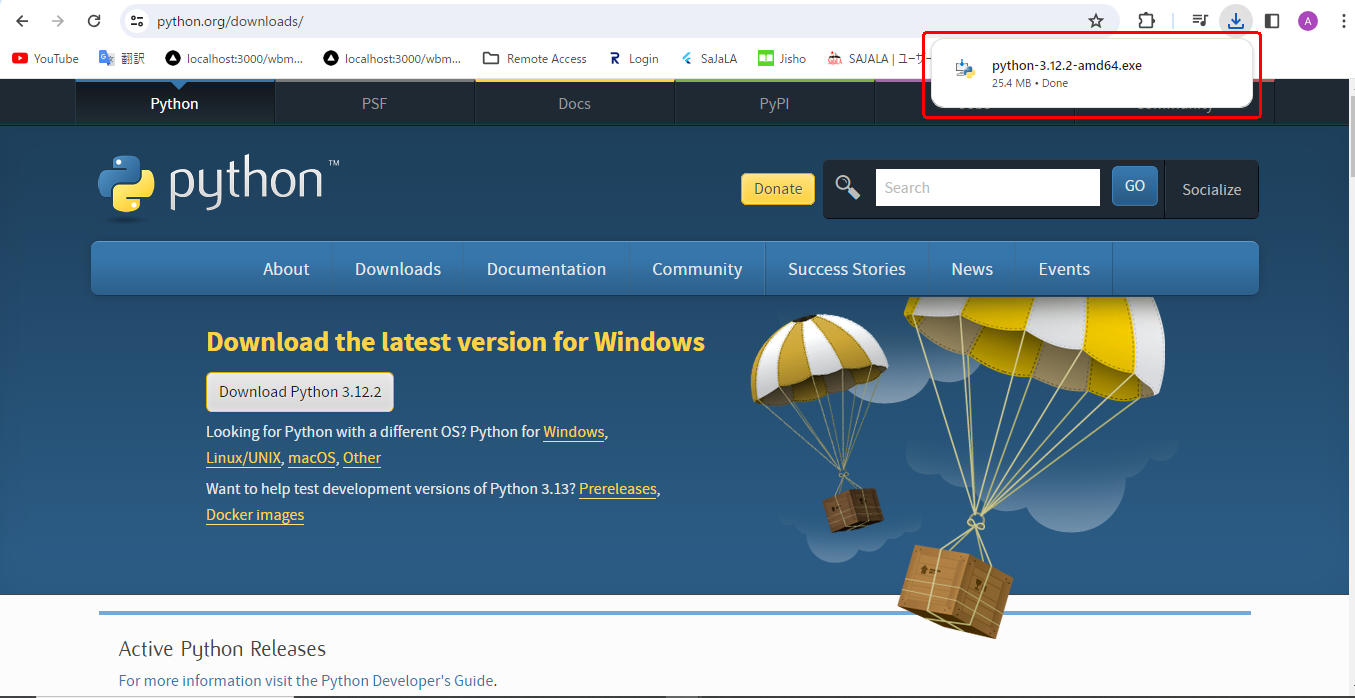 python.org/downloads/
A
YouTube
翻訳
localhost:3000/wbm...
localhost:3000/wbm...
Remote Access
Login
SaJaLA
Jisho
SAJALA | ユーザー
python-3.12.2-amd64.exe
25.4 MB • Done
Python
PSF
Docs
PyPI
Community
python™
Donate
Search
GO
Socialize
About
Downloads
Documentation
Community
Success Stories
News
Events
Download the latest version for Windows
Download Python 3.12.2
Looking for Python with a different OS? Python for Windows,
Linux/UNIX, macOS, Other
Want to help test development versions of Python 3.13? Prereleases,
Docker images
Active Python Releases
For more information visit the Python Developer's Guide.